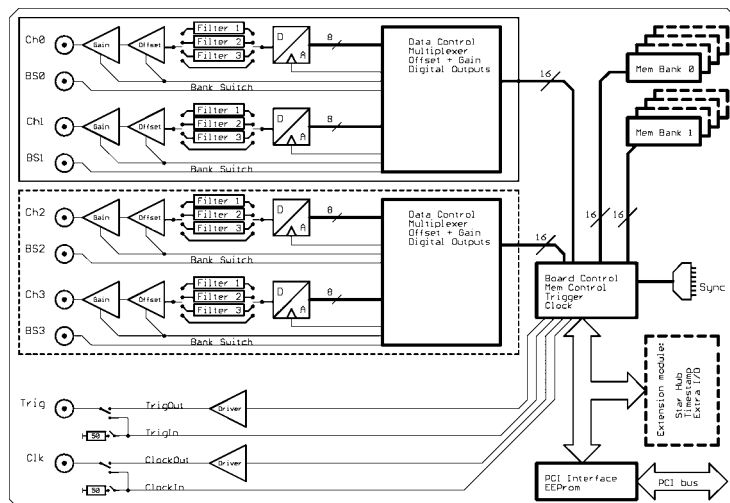 Ch0
Gain
Offset
Filter 1
Filter 2
Filter 3
D
A
8
BS0
Bank Switch
Data Control
Multiplexer
Offset + Gain
Digital Outputs
16
Mem Bank 0
Ch1
Gain
Offset
Filter 1
Filter 2
Filter 3
D
A
8
BS1
Bank Switch
Mem Bank 1
Ch2
Gain
Offset
Filter 1
Filter 2
Filter 3
D
A
8
BS2
Bank Switch
Data Control
Multiplexer
Offset + Gain
Digital Outputs
16
16
16
Ch3
Gain
Offset
Filter 1
Filter 2
Filter 3
D
A
8
BS3
Bank Switch
Board Control
Mem Control
Trigger
Clock
Sync
Extension module:
Star Hub
Timestamp
Extra I/O
Trig
TrigOut
Driver
50
TrigIn
Clk
ClockOut
Driver
50
ClockIn
PCI Interface
EEProm
PCI bus